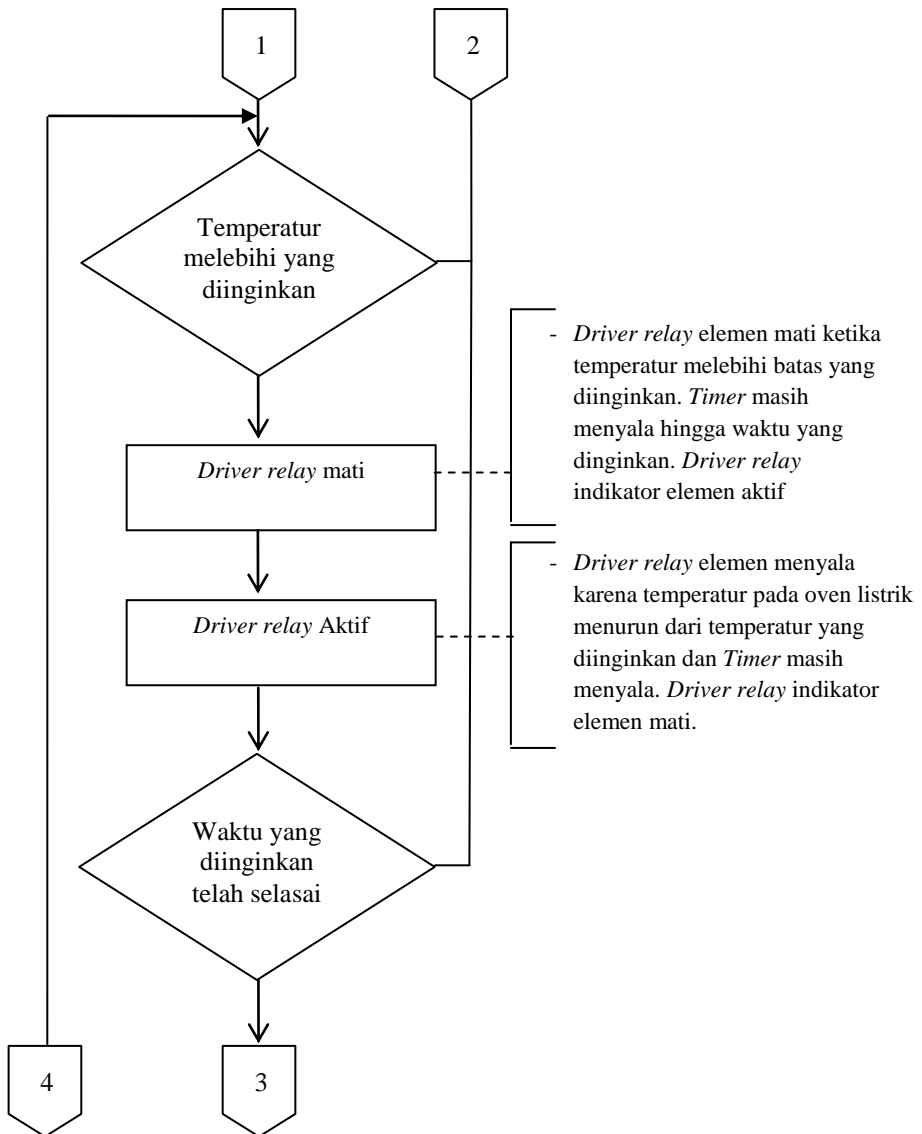 1
2
Temperatur
melebihi yang
diinginkan
- Driver relay elemen mati ketika
temperatur melebihi batas yang
diinginkan. Timer masih
menyala hingga waktu yang
dinginkan. Driver relay
indikator elemen aktif
Driver relay mati
- Driver relay elemen menyala
karena temperatur pada oven listrik
menurun dari temperatur yang
diinginkan dan Timer masih
menyala. Driver relay indikator
elemen mati.
Driver relay Aktif
Waktu yang
diinginkan
telah selasai
4
3